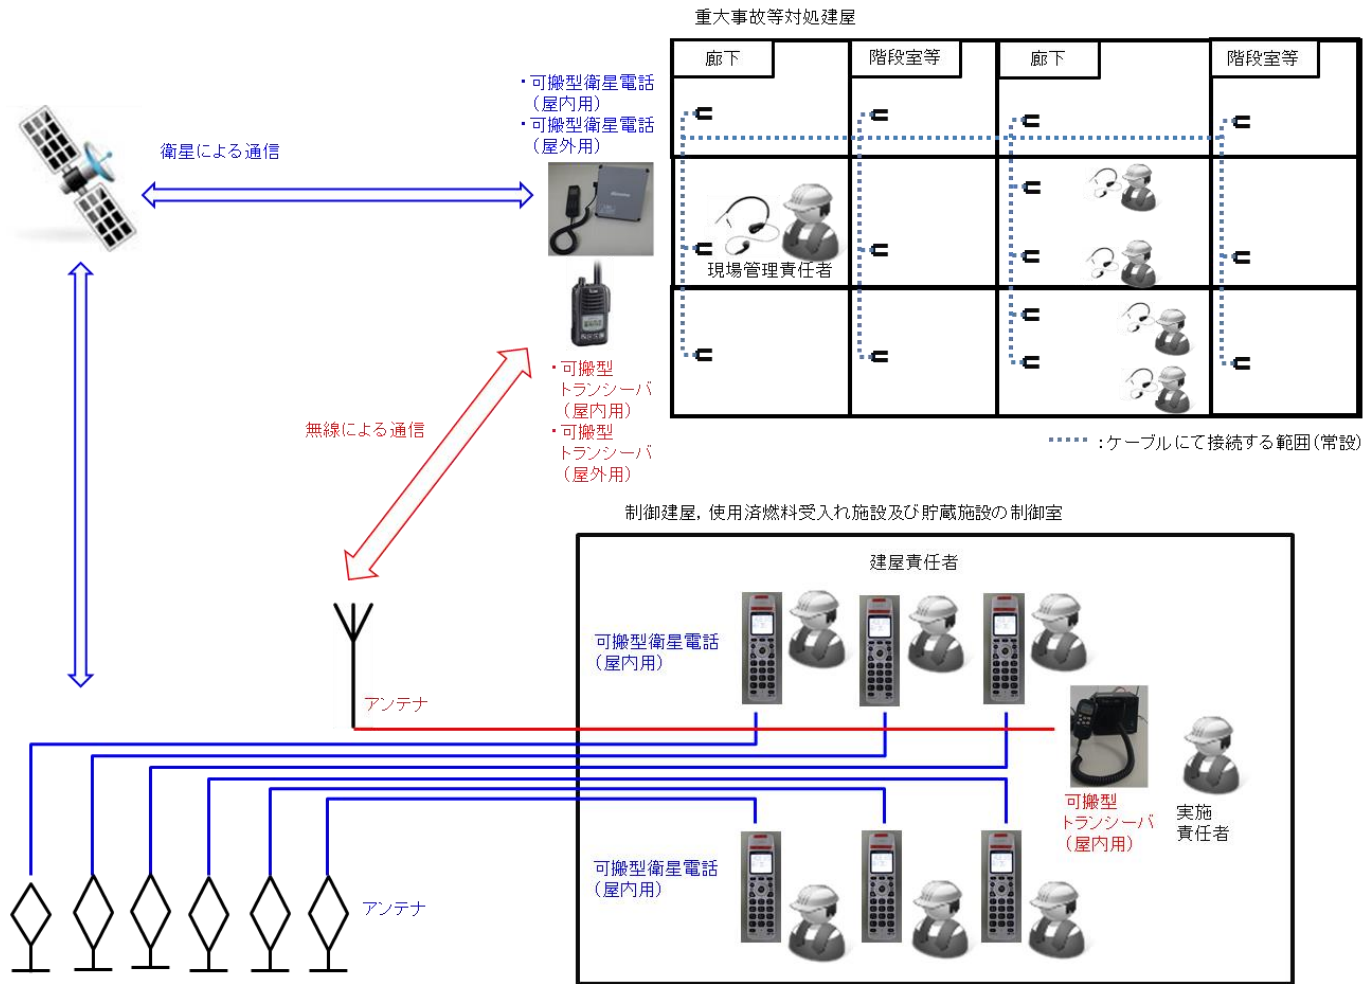 重大事故等対処建屋
廊下
階段室等
廊下
階段室等
・可搬型衛星電話
(屋内用)
・可搬型衛星電話
(屋外用)
衛星による通信
現場管理責任者
・可搬型
トランシーバ
(屋内用)
・可搬型
トランシーバ
(屋外用)
無線による通信
:ケーブルにて接続する範囲(常設)
制御建屋，使用済燃料受入れ施設及び貯蔵施設の制御室
建屋責任者
可搬型衛星電話
(屋内用)
アンテナ
可搬型
トランシーバ
(屋内用)
実施
責任者
可搬型衛星電話
(屋内用)
アンテナ